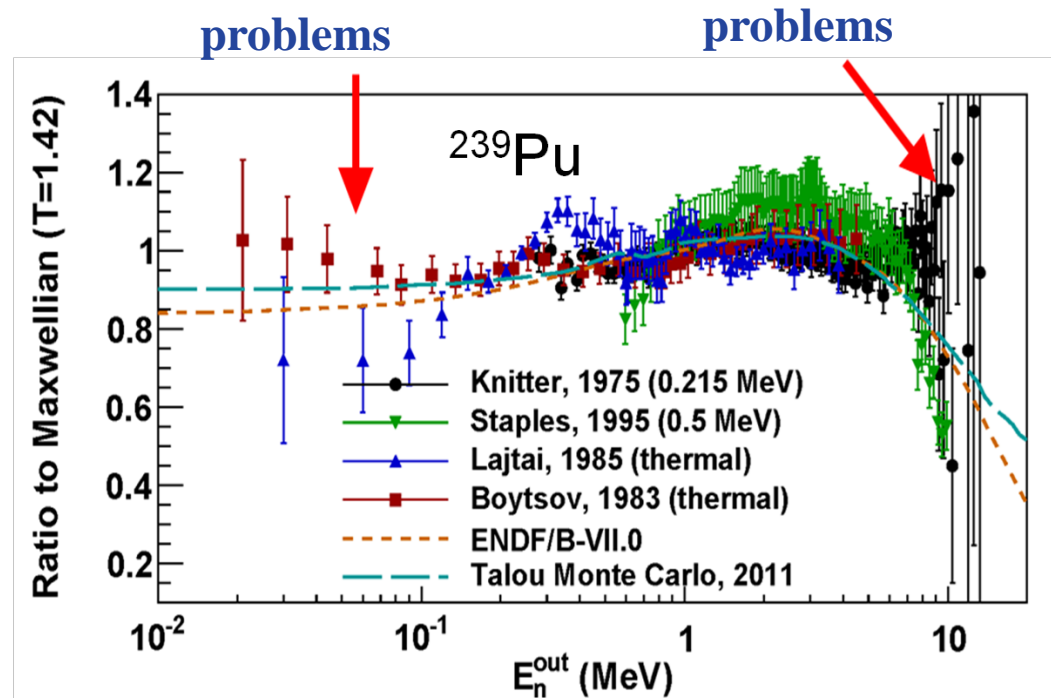 problems
problems
Ratio to Maxwellian (T=1.42)
1.4
1.2
1
0.8
0.6
0.4
0.2
²³⁹Pu
Knitter, 1975 (0.215 MeV)
Staples, 1995 (0.5 MeV)
Lajtai, 1985 (thermal)
Boytsov, 1983 (thermal)
ENDF/B-VII.0
Talou Monte Carlo, 2011
10⁻² 10⁻¹ 1 10
Eₙᵒᵘᵗ (MeV)